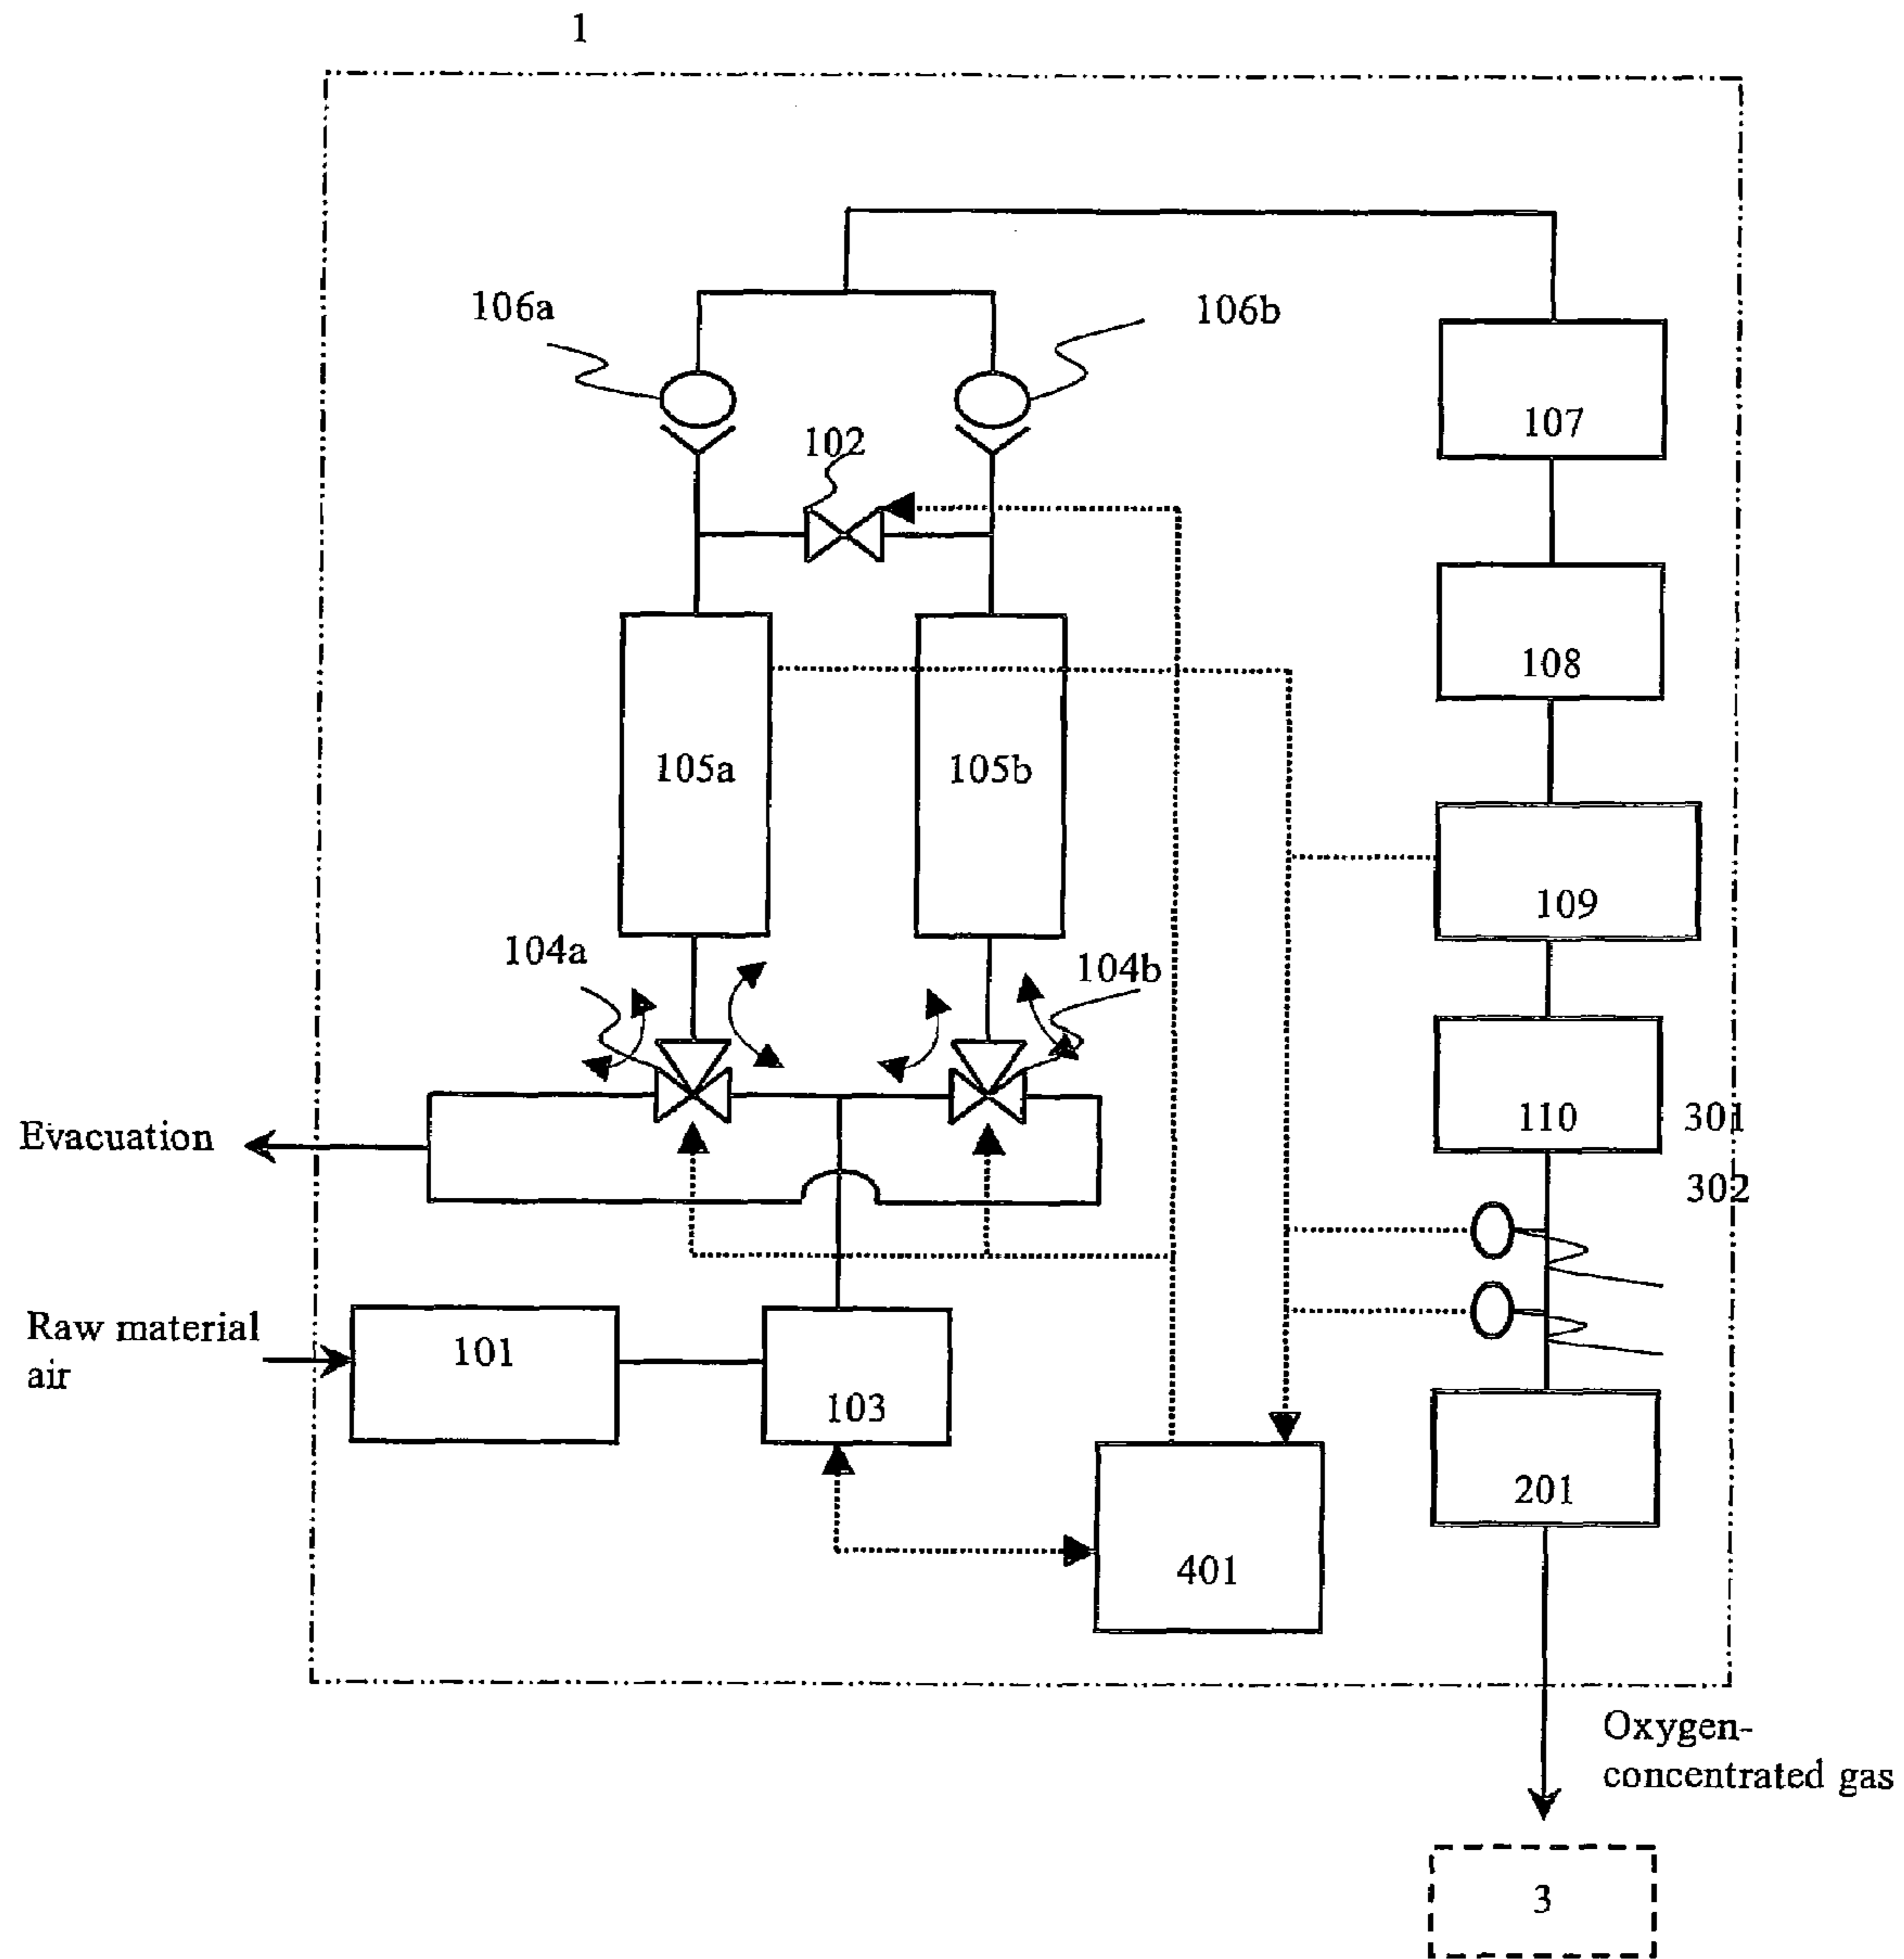 1
106a
106b
107
102
108
105a
105b
109
104a
104b
110
301
Evacuation
302
Raw material
air
101
103
201
401
Oxygen-
concentrated gas
3